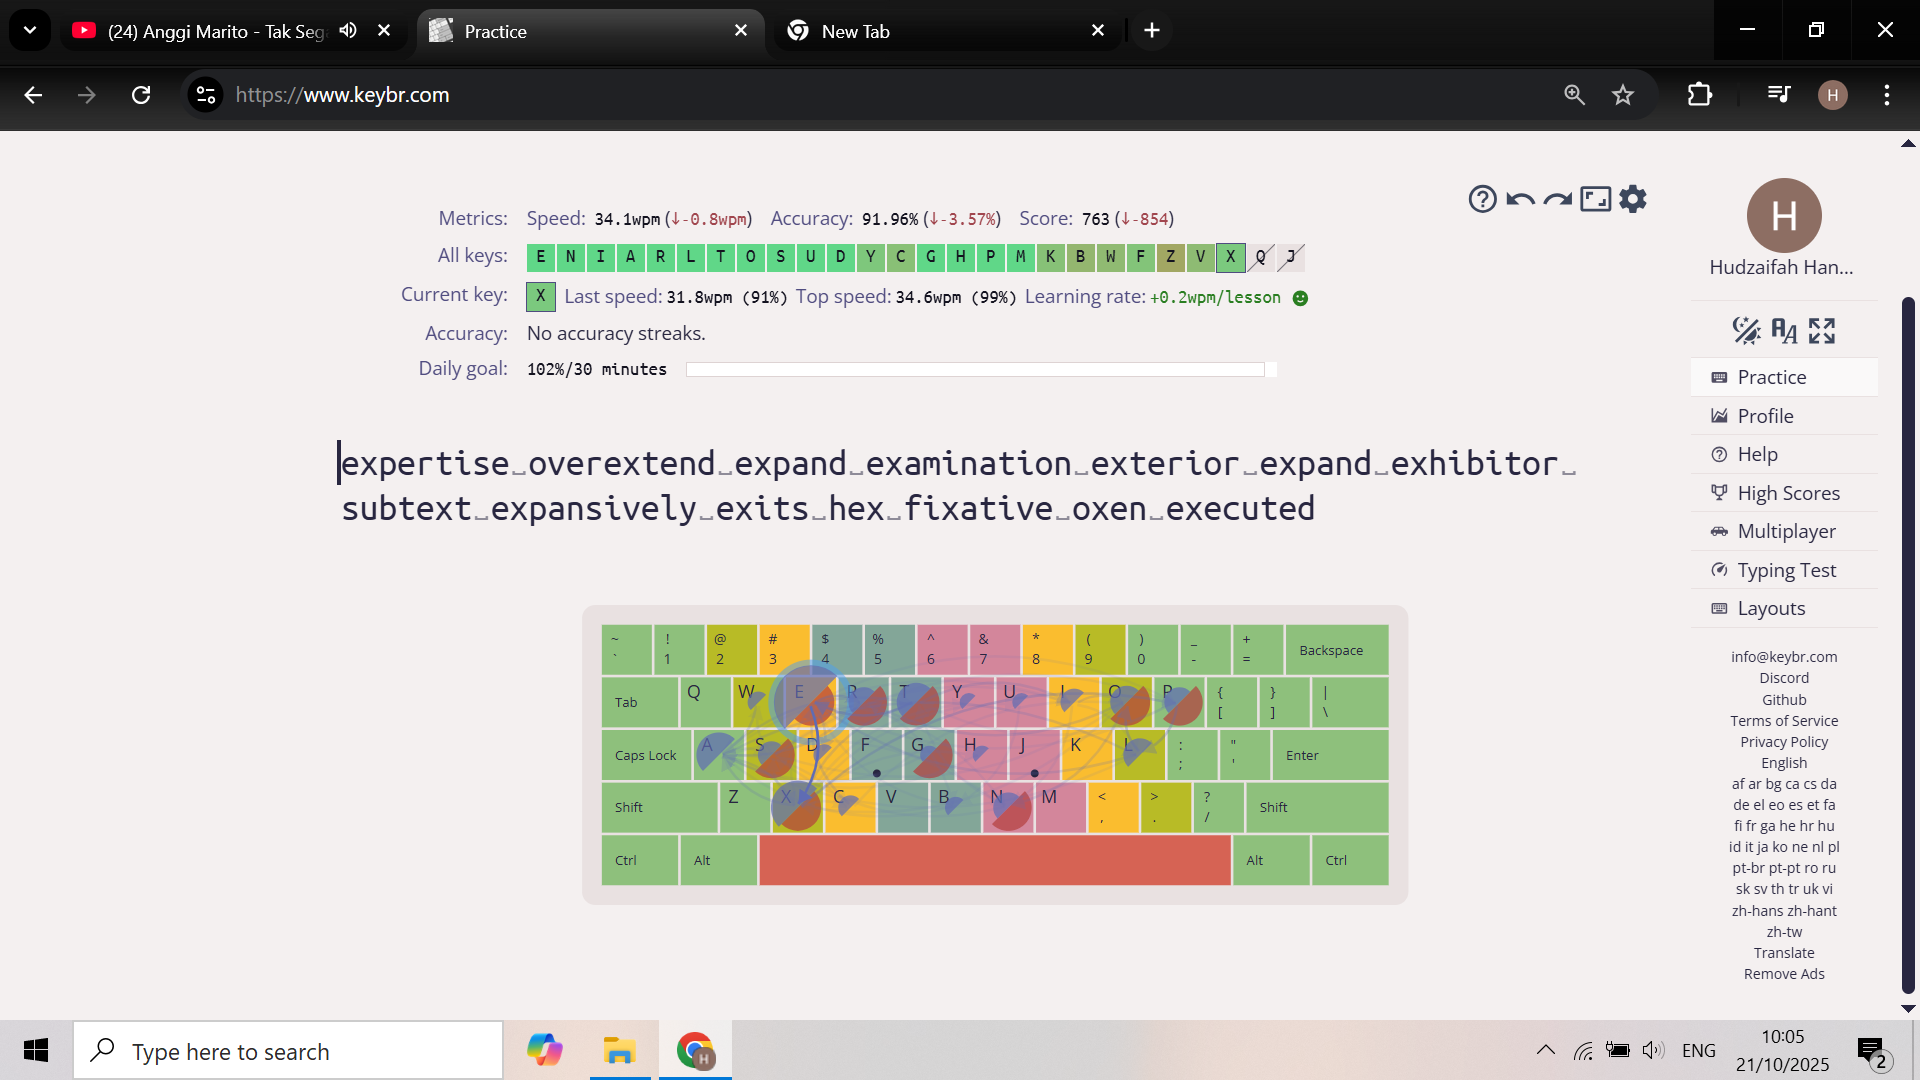 (24) Anggi Marito - Tak Sega
Practice
New Tab
https://www.keybr.com
H
Metrics: Speed: 34.1wpm (↓-0.8wpm) Accuracy: 91.96% (↓-3.57%) Score: 763 (↓-854)
All keys: E N I A R L T O S U D Y C G H P M K B W F Z V X Q J
Current key: X Last speed: 31.8wpm (91%) Top speed: 34.6wpm (99%) Learning rate: +0.2wpm/lesson
Accuracy: No accuracy streaks.
Daily goal: 102%/30 minutes
expertise overextend expand examination exterior expand exhibitor
subtext expansively exits hex fixative oxen executed
~ ! @ # $ % ^ & * ( ) _ +
` 1 2 3 4 5 6 7 8 9 0 - = Backspace
Tab Q W E R T Y U I O P { [ } ] | \
Caps Lock A S D F G H J K L : ; " ' Enter
Shift Z X C V B N M < , > . ? / Shift
Ctrl Alt Alt Ctrl
H
Hudzaifah Han...
Practice
Profile
Help
High Scores
Multiplayer
Typing Test
Layouts
info@keybr.com
Discord
Github
Terms of Service
Privacy Policy
English
af ar bg ca cs da
de el eo es et fa
fi fr ga he hr hu
id it ja ko ne nl pl
pt-br pt-pt ro ru
sk sv th tr uk vi
zh-hans zh-hant
zh-tw
Translate
Remove Ads
Type here to search
H
ENG
10:05
21/10/2025
2